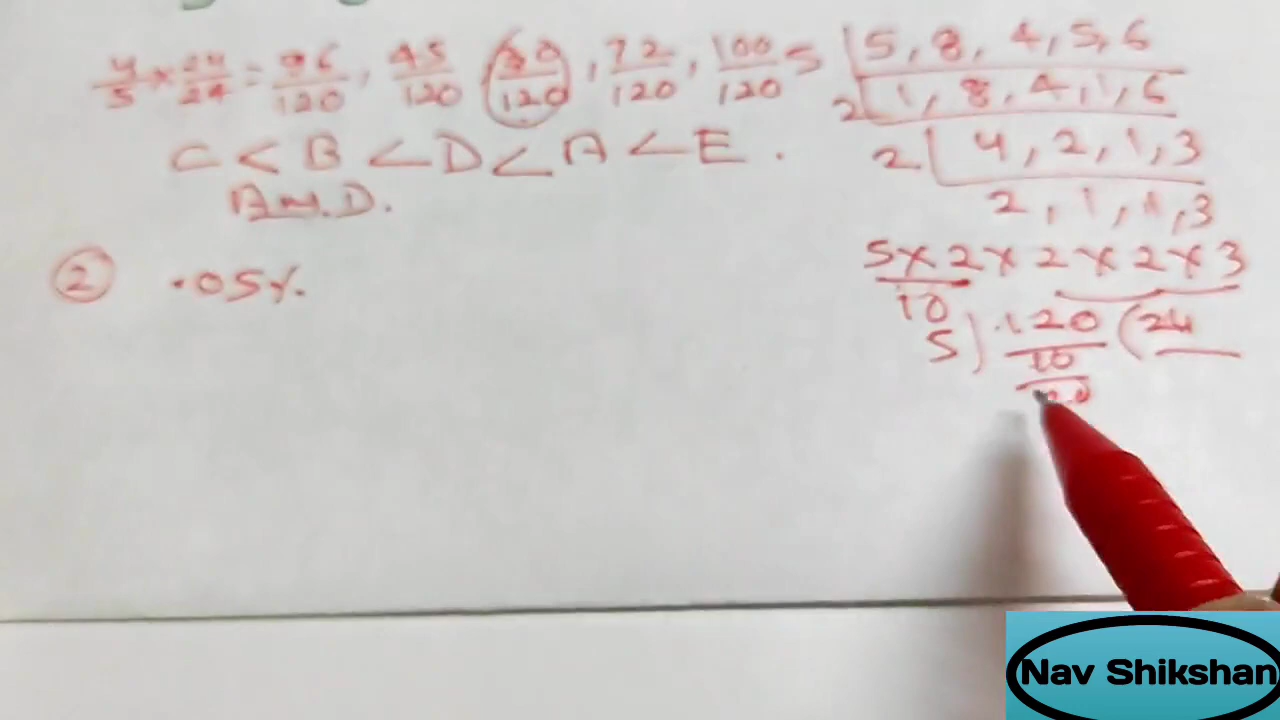 4/5 × 24/24 = 96/120, 45/120 30/120, 72/120, 100/120
C < B < D < A < E.
Ans. D.
② .05%.
5 | 5, 8, 4, 5, 6
2 | 1, 8, 4, 1, 6
2 | 4, 2, 1, 3
2, 1, 1, 3
5 × 2 × 2 × 2 × 3
10
5 ) 120 ( 24
10
20
Nav Shikshan